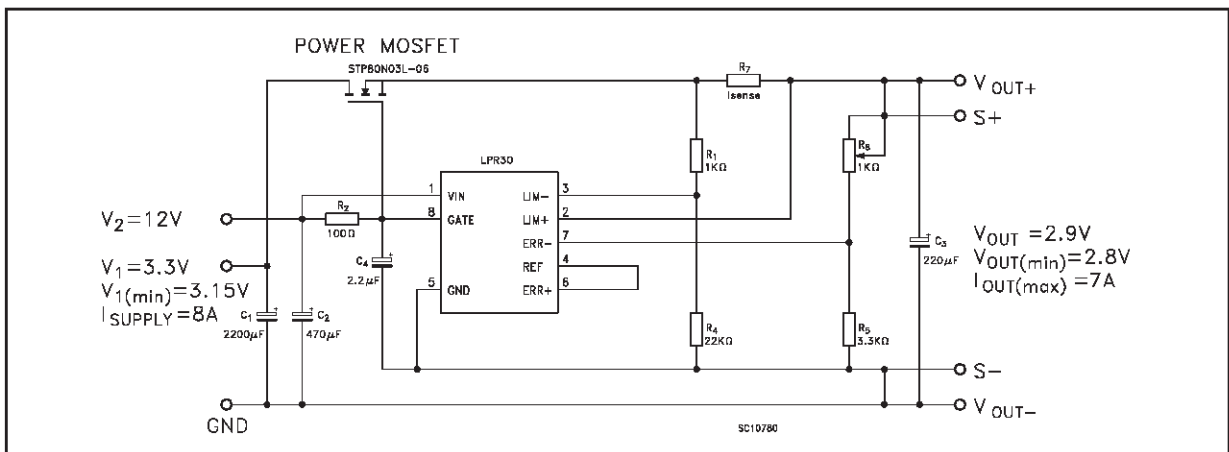 POWER MOSFET
STP80N03L-06
R7
Isense
VOUT+
S+
R1
1KΩ
R6
1KΩ
LPR30
1 VIN LIM- 3
8 GATE LIM+ 2
ERR- 7
REF 4
5 GND ERR+ 6
V2=12V
R2
100Ω
C4
2.2μF
V1=3.3V
V1(min)=3.15V
ISUPPLY=8A
C1
2200μF
C2
470μF
R4
22KΩ
R5
3.3KΩ
C3
220μF
VOUT =2.9V
VOUT(min)=2.8V
IOUT(max)=7A
S-
VOUT-
GND
SC10780